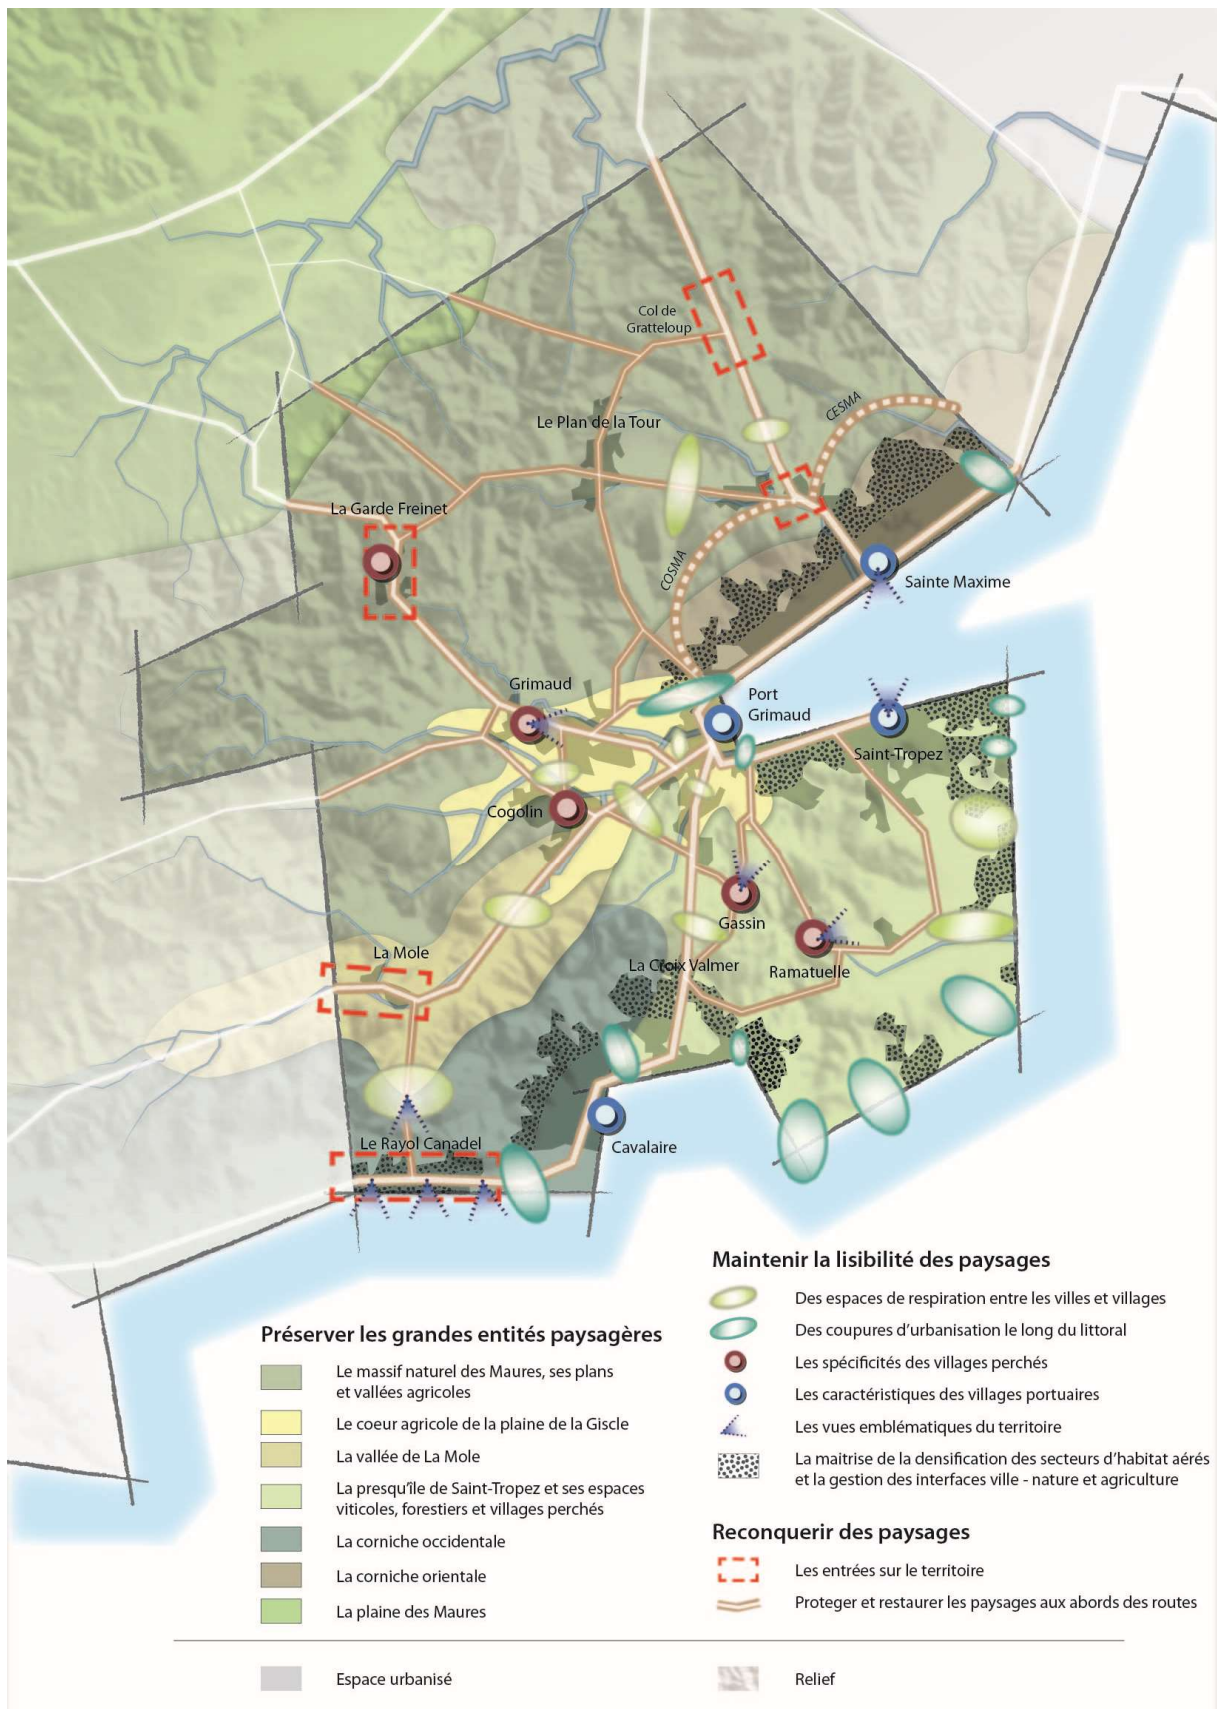 Col de
Gratteloup
CESMA
Le Plan de la Tour
La Garde Freinet
COSMA
Sainte Maxime
Grimaud
Port
Grimaud
Saint-Tropez
Cogolin
Gassin
La Mole
La Croix Valmer
Ramatuelle
Le Rayol Canadel
Cavalaire
Préserver les grandes entités paysagères
Le massif naturel des Maures, ses plans
et vallées agricoles
Le coeur agricole de la plaine de la Giscle
La vallée de La Mole
La presqu'île de Saint-Tropez et ses espaces
viticoles, forestiers et villages perchés
La corniche occidentale
La corniche orientale
La plaine des Maures
Maintenir la lisibilité des paysages
Des espaces de respiration entre les villes et villages
Des coupures d'urbanisation le long du littoral
Les spécificités des villages perchés
Les caractéristiques des villages portuaires
Les vues emblématiques du territoire
La maitrise de la densification des secteurs d'habitat aérés
et la gestion des interfaces ville - nature et agriculture
Reconquerir des paysages
Les entrées sur le territoire
Proteger et restaurer les paysages aux abords des routes
Espace urbanisé
Relief